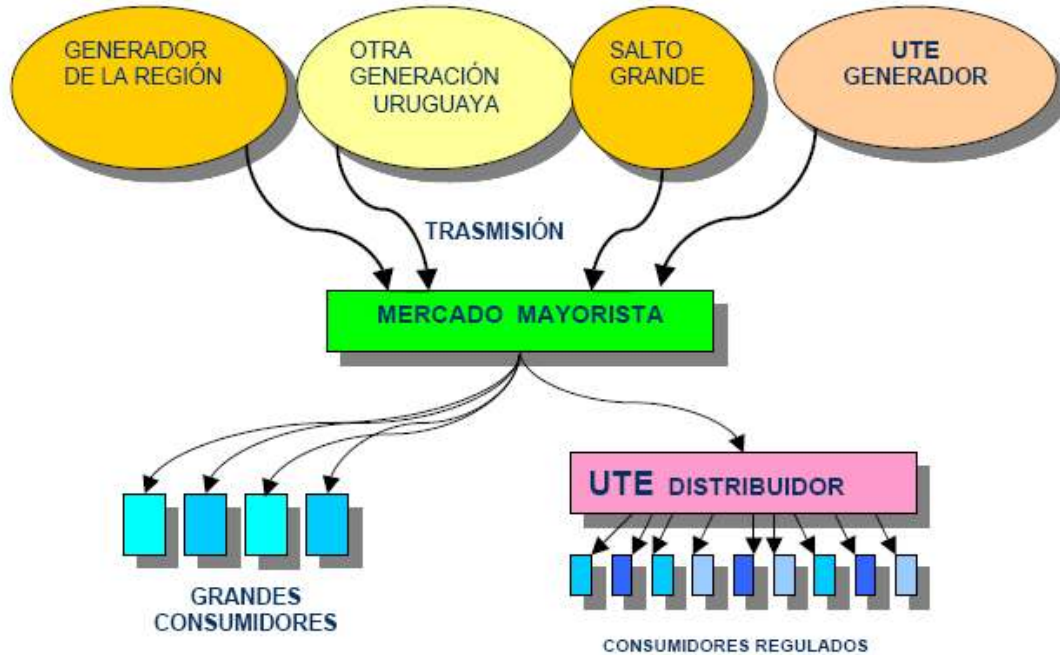 GENERADOR
DE LA REGIÓN
OTRA
GENERACIÓN
URUGUAYA
SALTO
GRANDE
UTE
GENERADOR
TRASMISIÓN
MERCADO MAYORISTA
UTE DISTRIBUIDOR
GRANDES
CONSUMIDORES
CONSUMIDORES REGULADOS